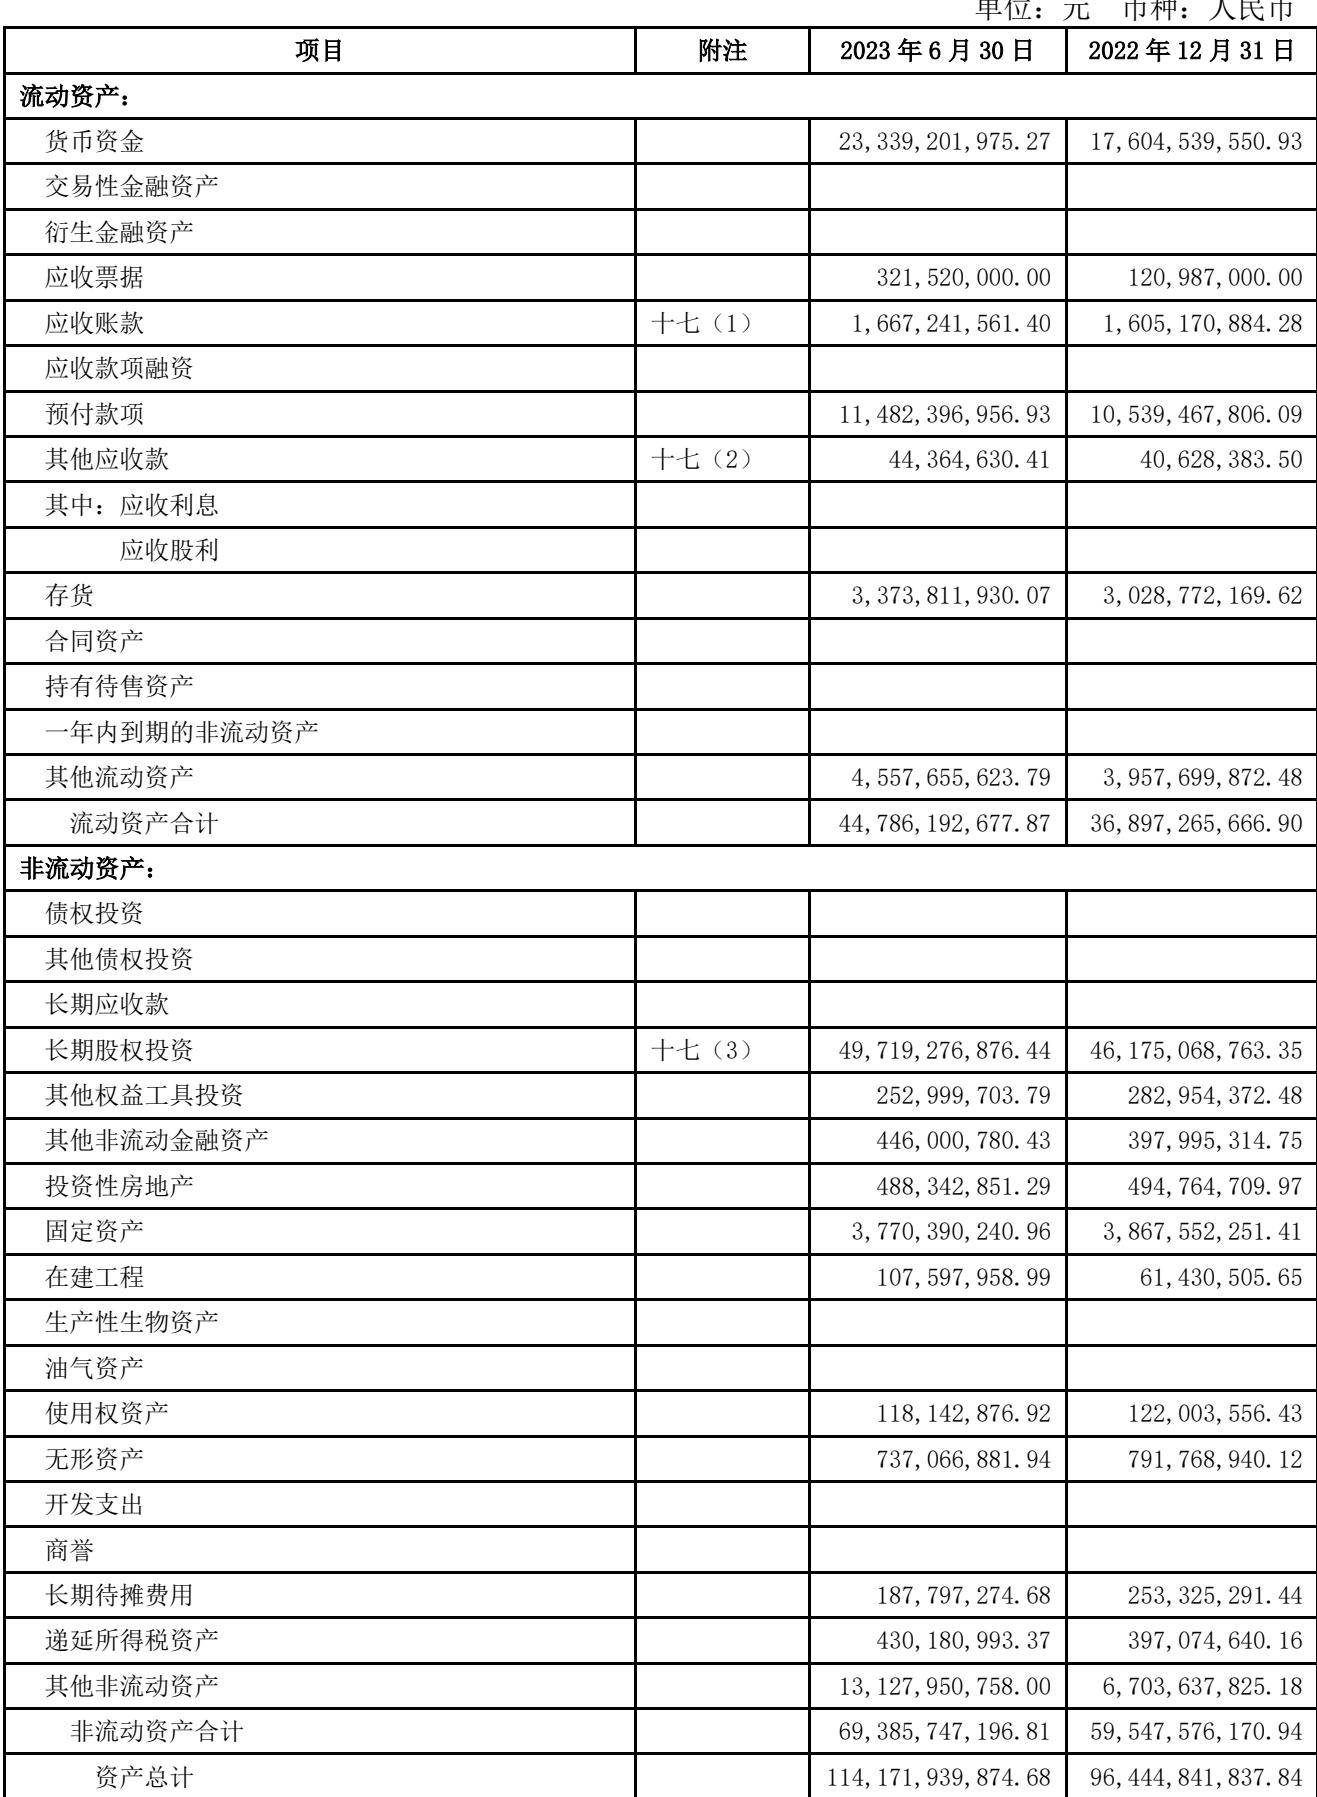 单位：元 币种：人民币
项目 附注 2023 年 6 月 30 日 2022 年 12 月 31 日
流动资产：
货币资金 23,339,201,975.27 17,604,539,550.93
交易性金融资产
衍生金融资产
应收票据 321,520,000.00 120,987,000.00
应收账款 十七（1） 1,667,241,561.40 1,605,170,884.28
应收款项融资
预付款项 11,482,396,956.93 10,539,467,806.09
其他应收款 十七（2） 44,364,630.41 40,628,383.50
其中：应收利息
应收股利
存货 3,373,811,930.07 3,028,772,169.62
合同资产
持有待售资产
一年内到期的非流动资产
其他流动资产 4,557,655,623.79 3,957,699,872.48
流动资产合计 44,786,192,677.87 36,897,265,666.90
非流动资产：
债权投资
其他债权投资
长期应收款
长期股权投资 十七（3） 49,719,276,876.44 46,175,068,763.35
其他权益工具投资 252,999,703.79 282,954,372.48
其他非流动金融资产 446,000,780.43 397,995,314.75
投资性房地产 488,342,851.29 494,764,709.97
固定资产 3,770,390,240.96 3,867,552,251.41
在建工程 107,597,958.99 61,430,505.65
生产性生物资产
油气资产
使用权资产 118,142,876.92 122,003,556.43
无形资产 737,066,881.94 791,768,940.12
开发支出
商誉
长期待摊费用 187,797,274.68 253,325,291.44
递延所得税资产 430,180,993.37 397,074,640.16
其他非流动资产 13,127,950,758.00 6,703,637,825.18
非流动资产合计 69,385,747,196.81 59,547,576,170.94
资产总计 114,171,939,874.68 96,444,841,837.84